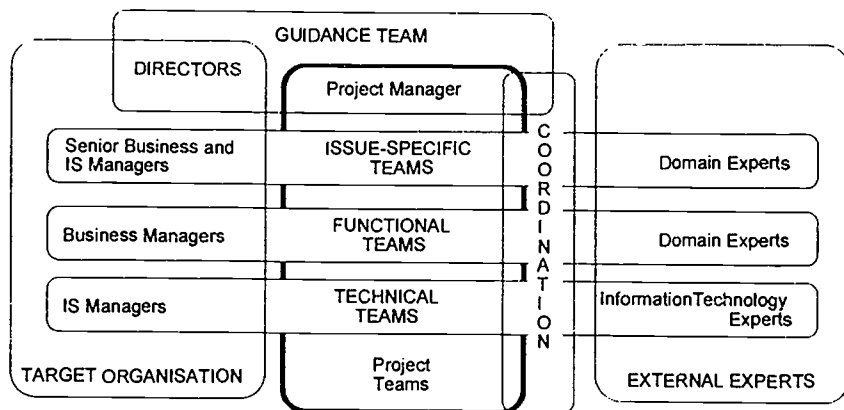 GUIDANCE TEAM
DIRECTORS
Project Manager
COORDINATION
Senior Business and
IS Managers
ISSUE-SPECIFIC
TEAMS
Domain Experts
Business Managers
FUNCTIONAL
TEAMS
Domain Experts
IS Managers
TECHNICAL
TEAMS
InformationTechnology
Experts
TARGET ORGANISATION
Project
Teams
EXTERNAL EXPERTS